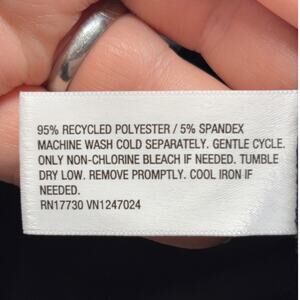 95% RECYCLED POLYESTER / 5% SPANDEX
MACHINE WASH COLD SEPARATELY. GENTLE CYCLE.
ONLY NON-CHLORINE BLEACH IF NEEDED. TUMBLE
DRY LOW. REMOVE PROMPTLY. COOL IRON IF
NEEDED.
RN17730 VN1247024